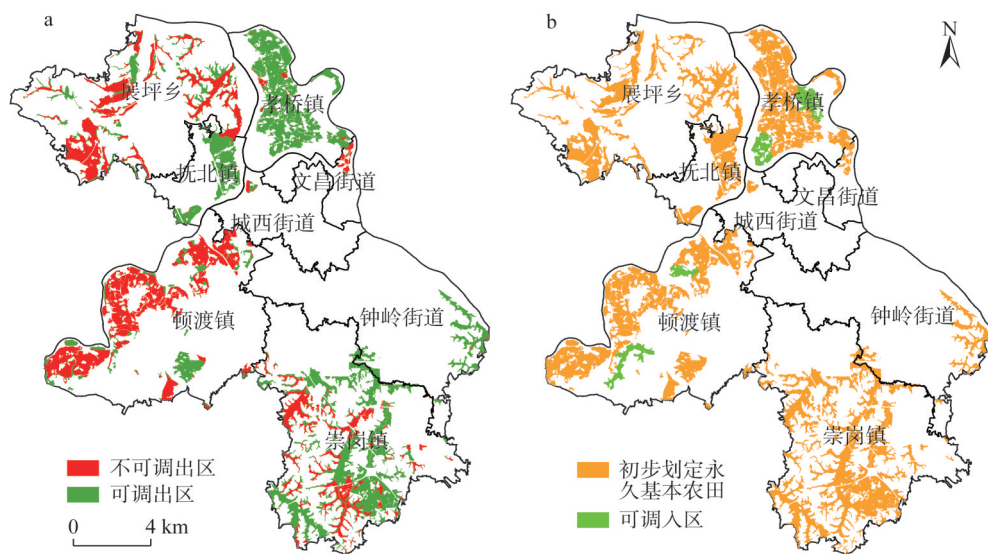 a
展坪乡
孝桥镇
抚北镇
文昌街道
城西街道
顿渡镇
钟岭街道
崇岗镇
不可调出区
可调出区
0 4 km
b
N
展坪乡
孝桥镇
抚北镇
文昌街道
城西街道
钟岭街道
顿渡镇
崇岗镇
初步划定永
久基本农田
可调入区